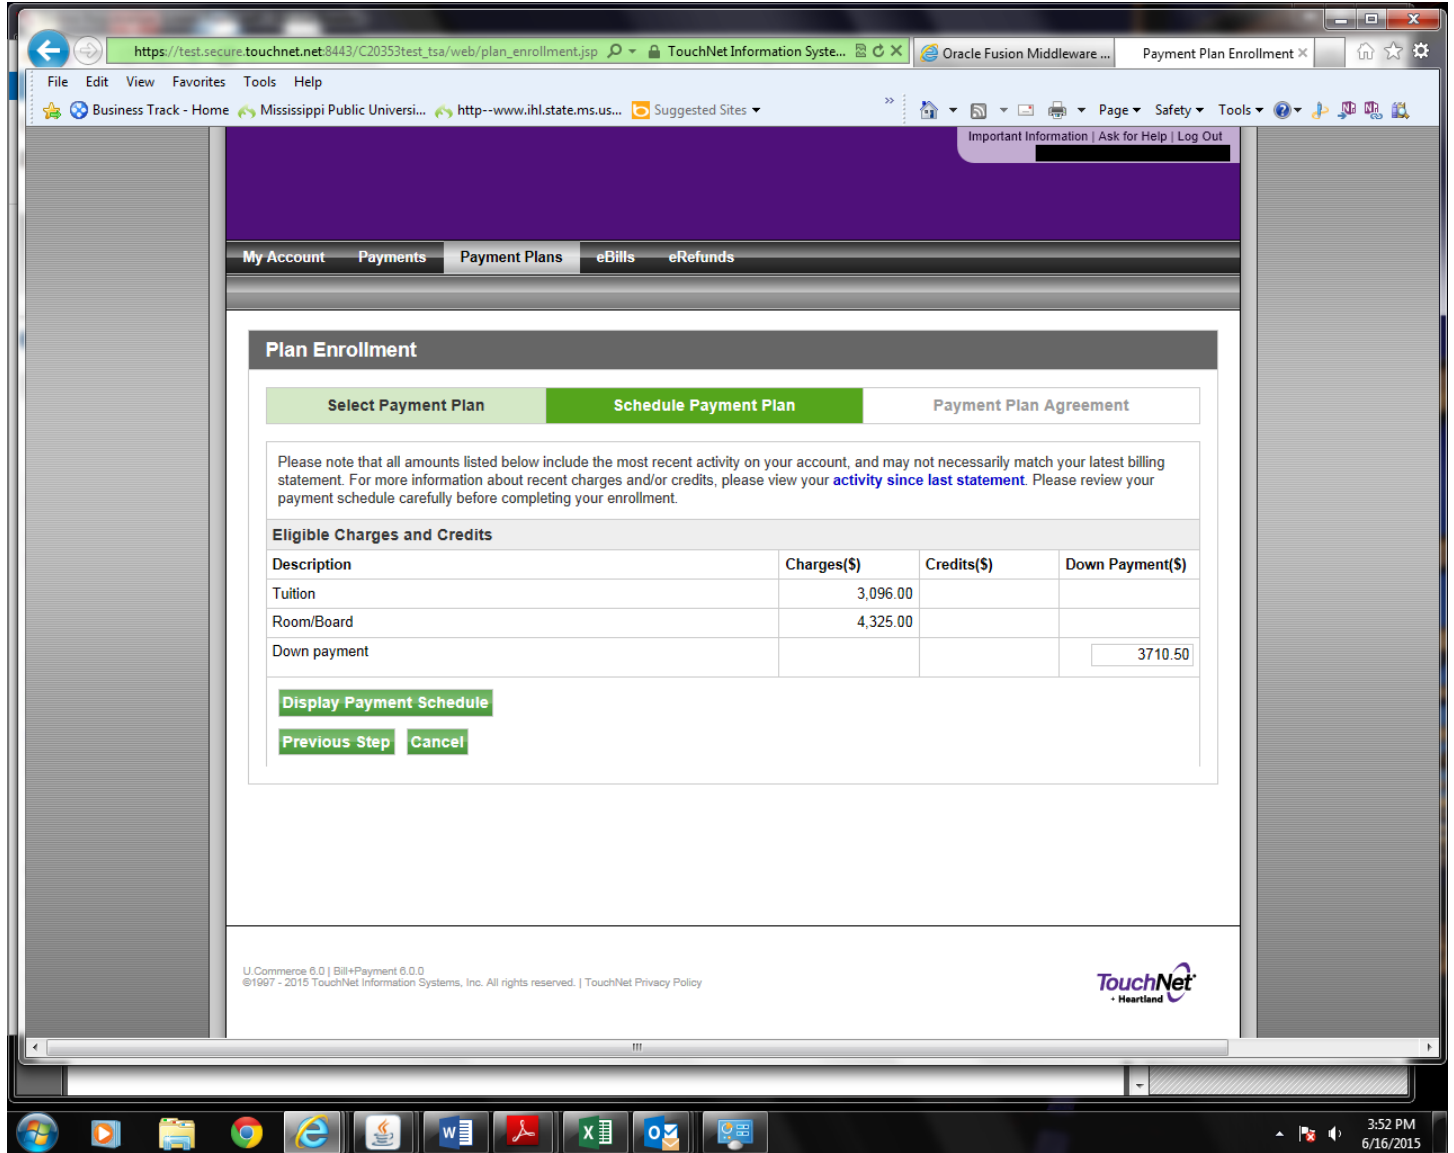 https://test.secure.touchnet.net:8443/C20353test_tsa/web/plan_enrollment.jsp
TouchNet Information Syste...
Oracle Fusion Middleware ...
Payment Plan Enrollment
File Edit View Favorites Tools Help
Business Track - Home Mississippi Public Universi... http--www.ihl.state.ms.us... Suggested Sites
Page Safety Tools
Important Information | Ask for Help | Log Out
My Account Payments Payment Plans eBills eRefunds
Plan Enrollment
Select Payment Plan Schedule Payment Plan Payment Plan Agreement
Please note that all amounts listed below include the most recent activity on your account, and may not necessarily match your latest billing
statement. For more information about recent charges and/or credits, please view your activity since last statement. Please review your
payment schedule carefully before completing your enrollment.
Eligible Charges and Credits
Description Charges($) Credits($) Down Payment($)
Tuition 3,096.00
Room/Board 4,325.00
Down payment 3710.50
Display Payment Schedule
Previous Step Cancel
U.Commerce 6.0 | Bill+Payment 6.0.0
©1997 - 2015 TouchNet Information Systems, Inc. All rights reserved. | TouchNet Privacy Policy
TouchNet
+ Heartland
3:52 PM
6/16/2015